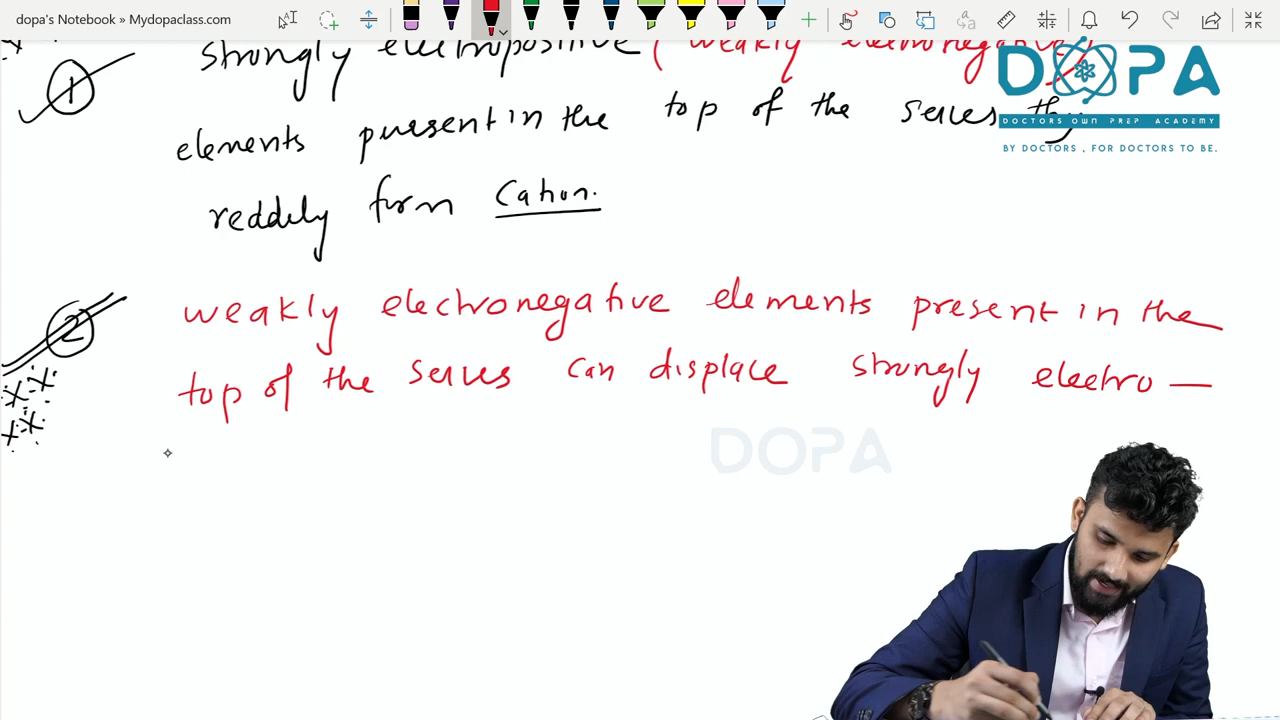 dopa's Notebook » Mydopaclass.com
strongly electropositive (weakly electronegative)
1
elements present in the top of the series they
DOPA
DOCTORS OWN PREP ACADEMY
BY DOCTORS , FOR DOCTORS TO BE.
reddily form Cation.
2
weakly electronegative elements present in the
top of the series can displace strongly electro —
DOPA